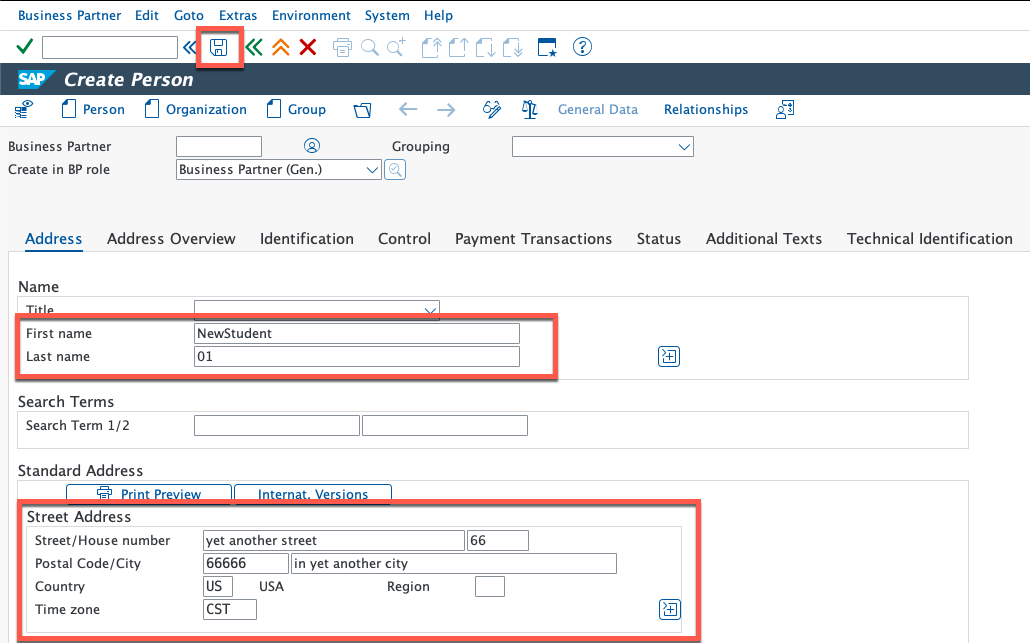 Business Partner Edit Goto Extras Environment System Help
SAP Create Person
Person Organization Group General Data Relationships
Business Partner Grouping
Create in BP role Business Partner (Gen.)
Address Address Overview Identification Control Payment Transactions Status Additional Texts Technical Identification
Name
Title
First name NewStudent
Last name 01
Search Terms
Search Term 1/2
Standard Address
Print Preview Internat. Versions
Street Address
Street/House number yet another street 66
Postal Code/City 66666 in yet another city
Country US USA Region
Time zone CST